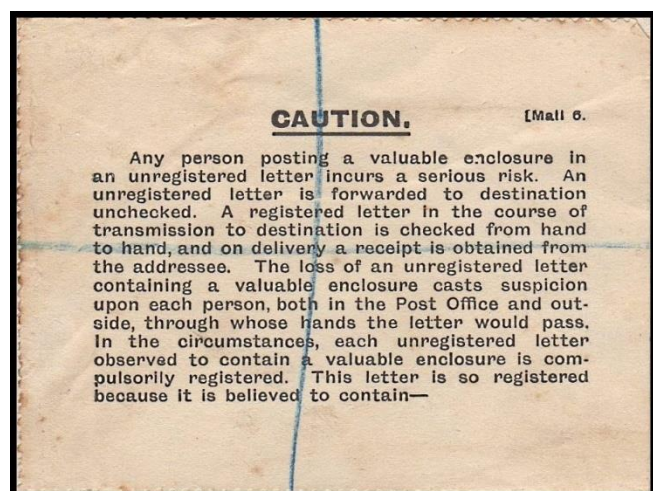 CAUTION. [Mail 6.
Any person posting a valuable enclosure in
an unregistered letter incurs a serious risk. An
unregistered letter is forwarded to destination
unchecked. A registered letter in the course of
transmission to destination is checked from hand
to hand, and on delivery a receipt is obtained from
the addressee. The loss of an unregistered letter
containing a valuable enclosure casts suspicion
upon each person, both in the Post Office and out-
side, through whose hands the letter would pass.
In the circumstances, each unregistered letter
observed to contain a valuable enclosure is com-
pulsorily registered. This letter is so registered
because it is believed to contain—